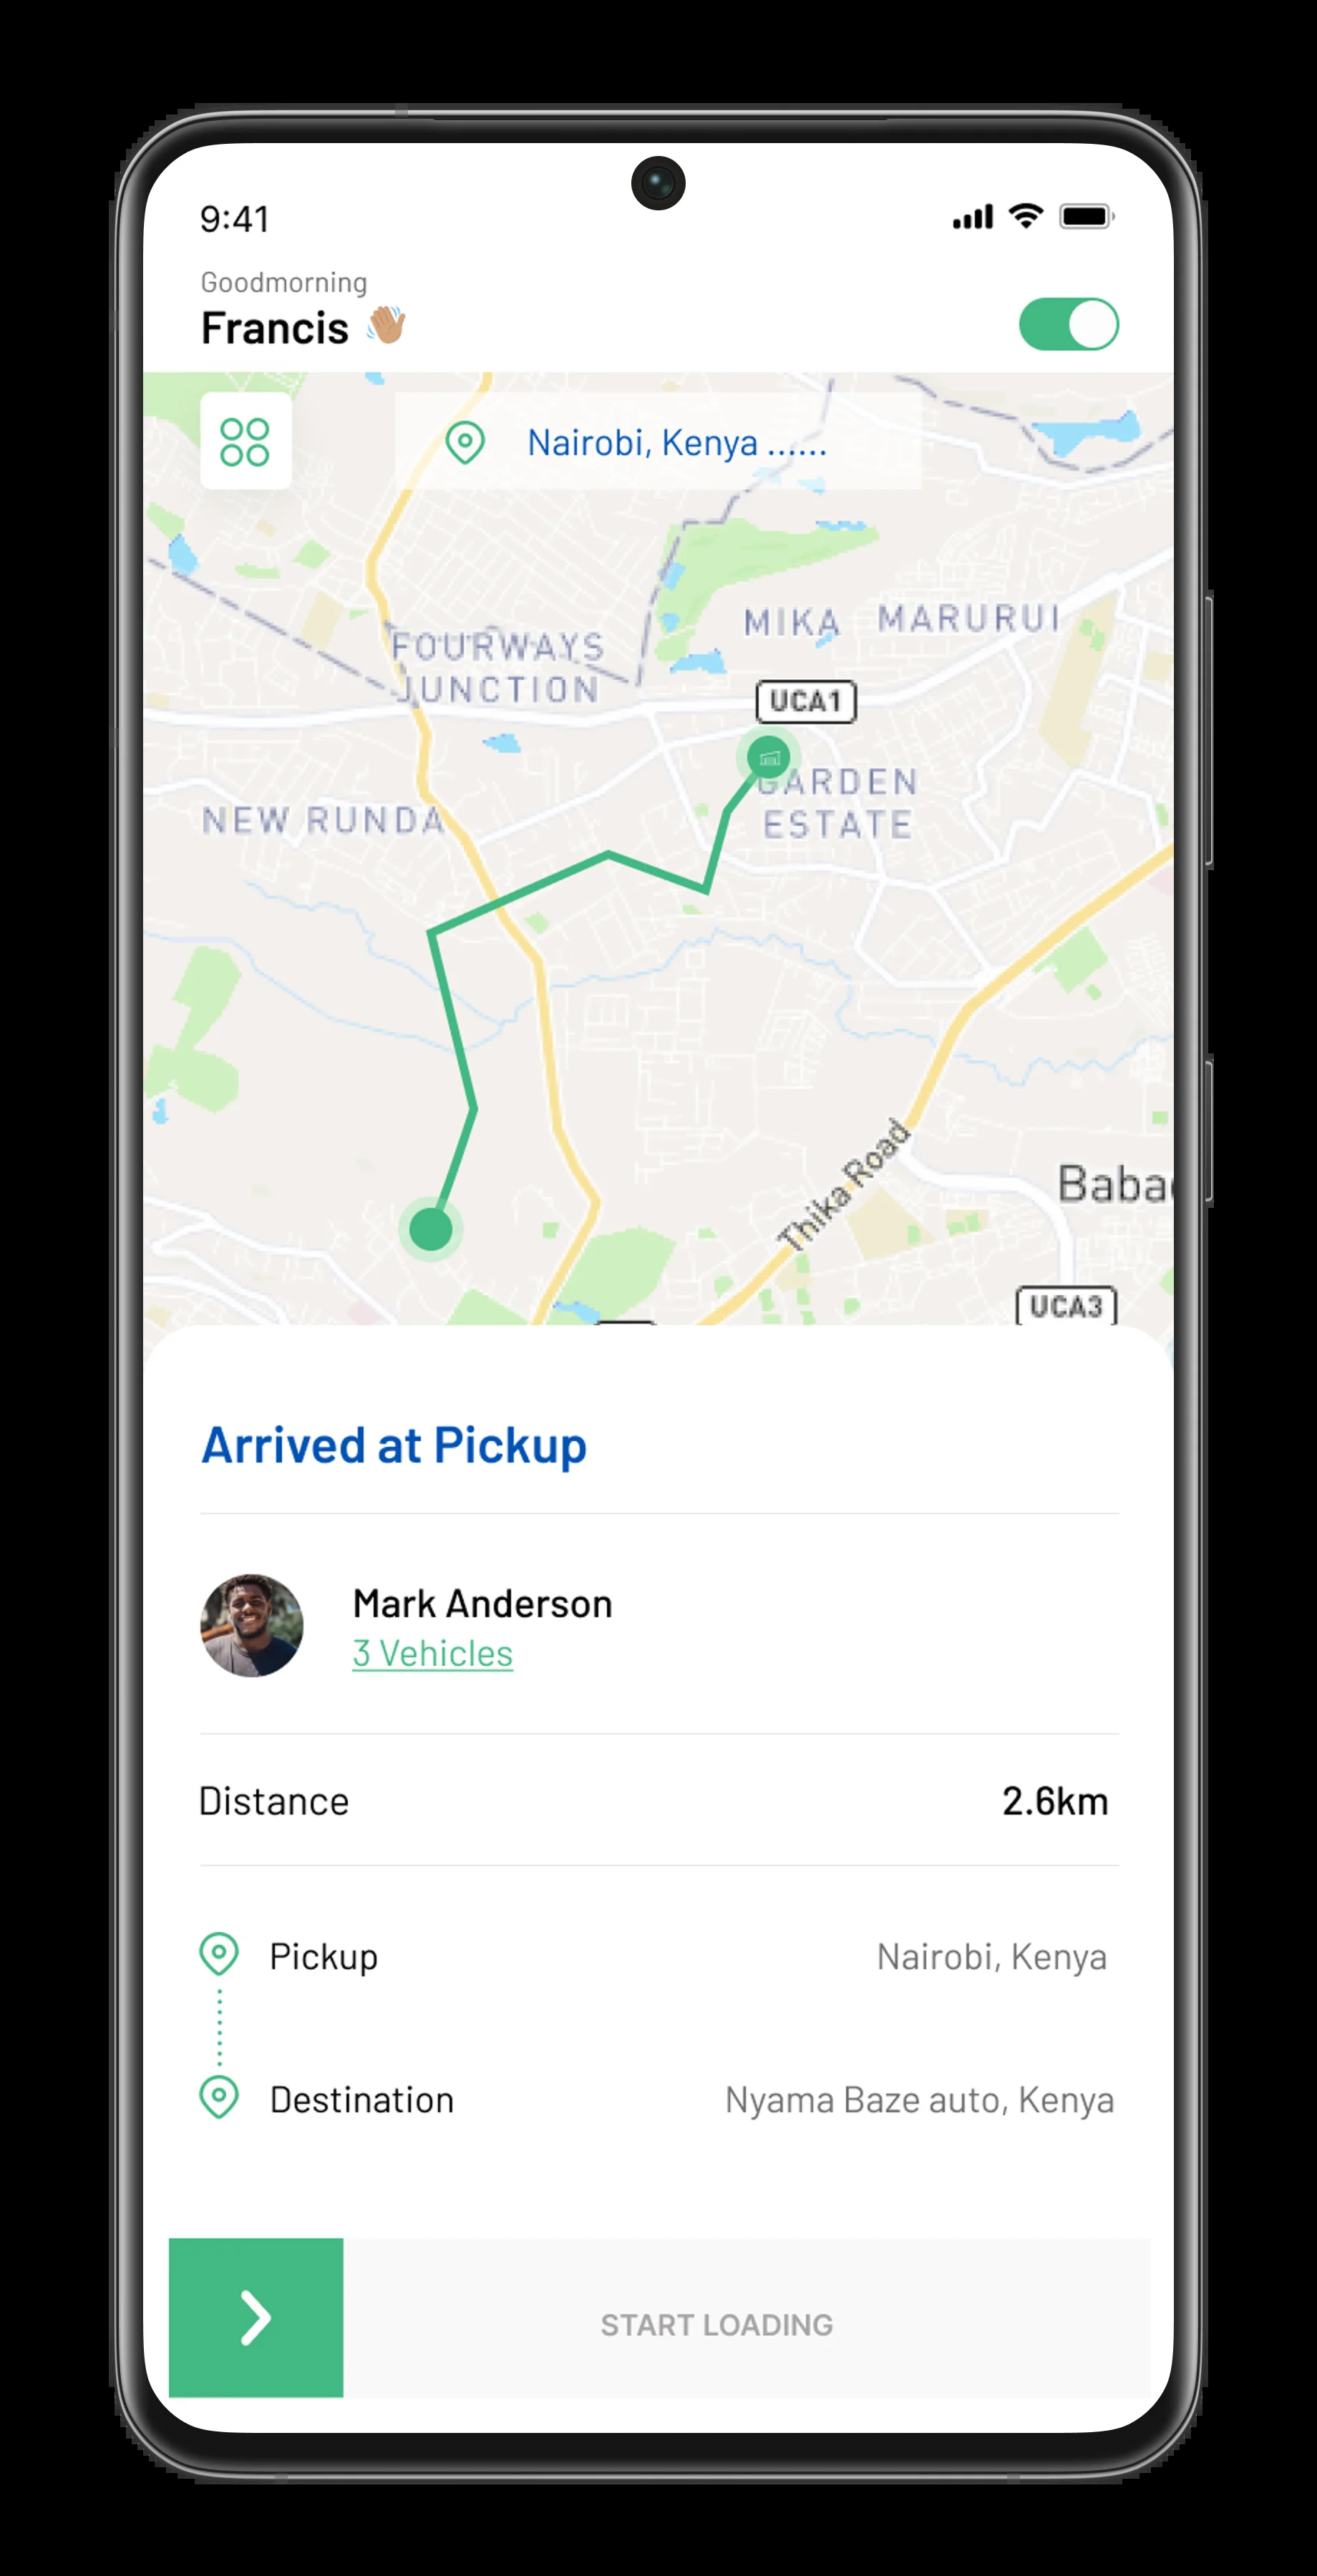 9:41
Goodmorning
Francis 👋🏽
Nairobi, Kenya ......
MIKA
MARURUI
FOURWAYS
JUNCTION
UCA1
GARDEN
ESTATE
NEW RUNDA
Thika Road
Baba
UCA3
Arrived at Pickup
Mark Anderson
3 Vehicles
Distance
2.6km
Pickup
Nairobi, Kenya
Destination
Nyama Baze auto, Kenya
START LOADING